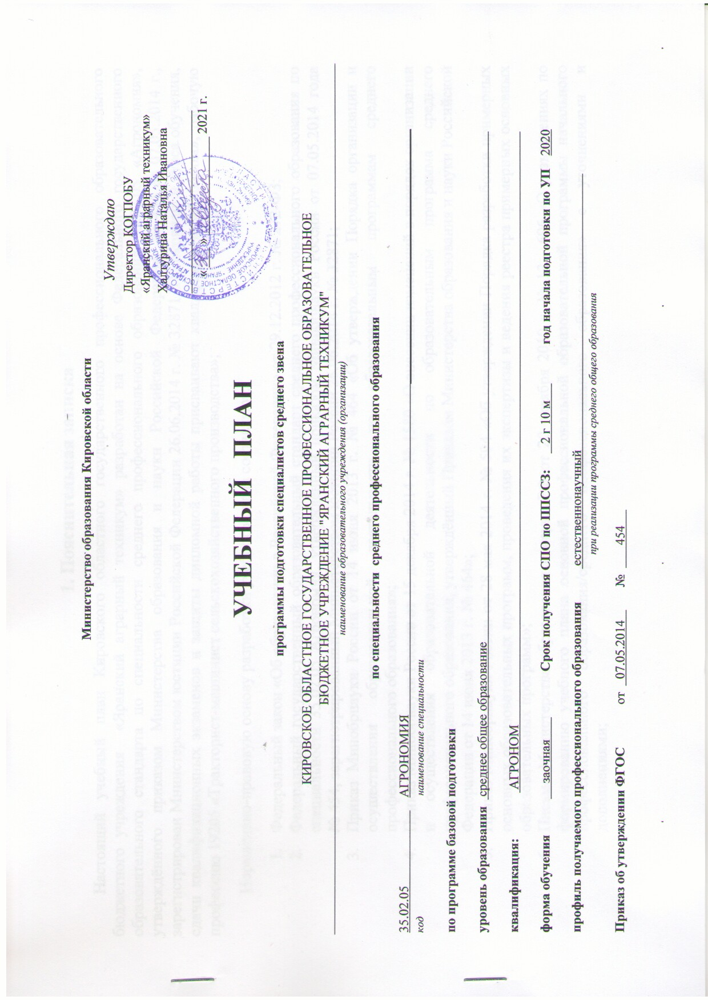 Министерство образования Кировской области
Утверждаю
Директор КОГПОБУ
«Яранский аграрный техникум»
Халтурина Наталья Ивановна
« » 2021 г.
УЧЕБНЫЙ ПЛАН
программы подготовки специалистов среднего звена
КИРОВСКОЕ ОБЛАСТНОЕ ГОСУДАРСТВЕННОЕ ПРОФЕССИОНАЛЬНОЕ ОБРАЗОВАТЕЛЬНОЕ
БЮДЖЕТНОЕ УЧРЕЖДЕНИЕ "ЯРАНСКИЙ АГРАРНЫЙ ТЕХНИКУМ"
наименование образовательного учреждения (организации)
по специальности среднего профессионального образования
35.02.05 АГРОНОМИЯ
код наименование специальности
по программе базовой подготовки
уровень образования среднее общее образование
квалификация: АГРОНОМ
форма обучения заочная Срок получения СПО по ППССЗ: 2 г 10 м год начала подготовки по УП 2020
профиль получаемого профессионального образования естественнонаучный
при реализации программы среднего общего образования
Приказ об утверждении ФГОС от 07.05.2014 № 454